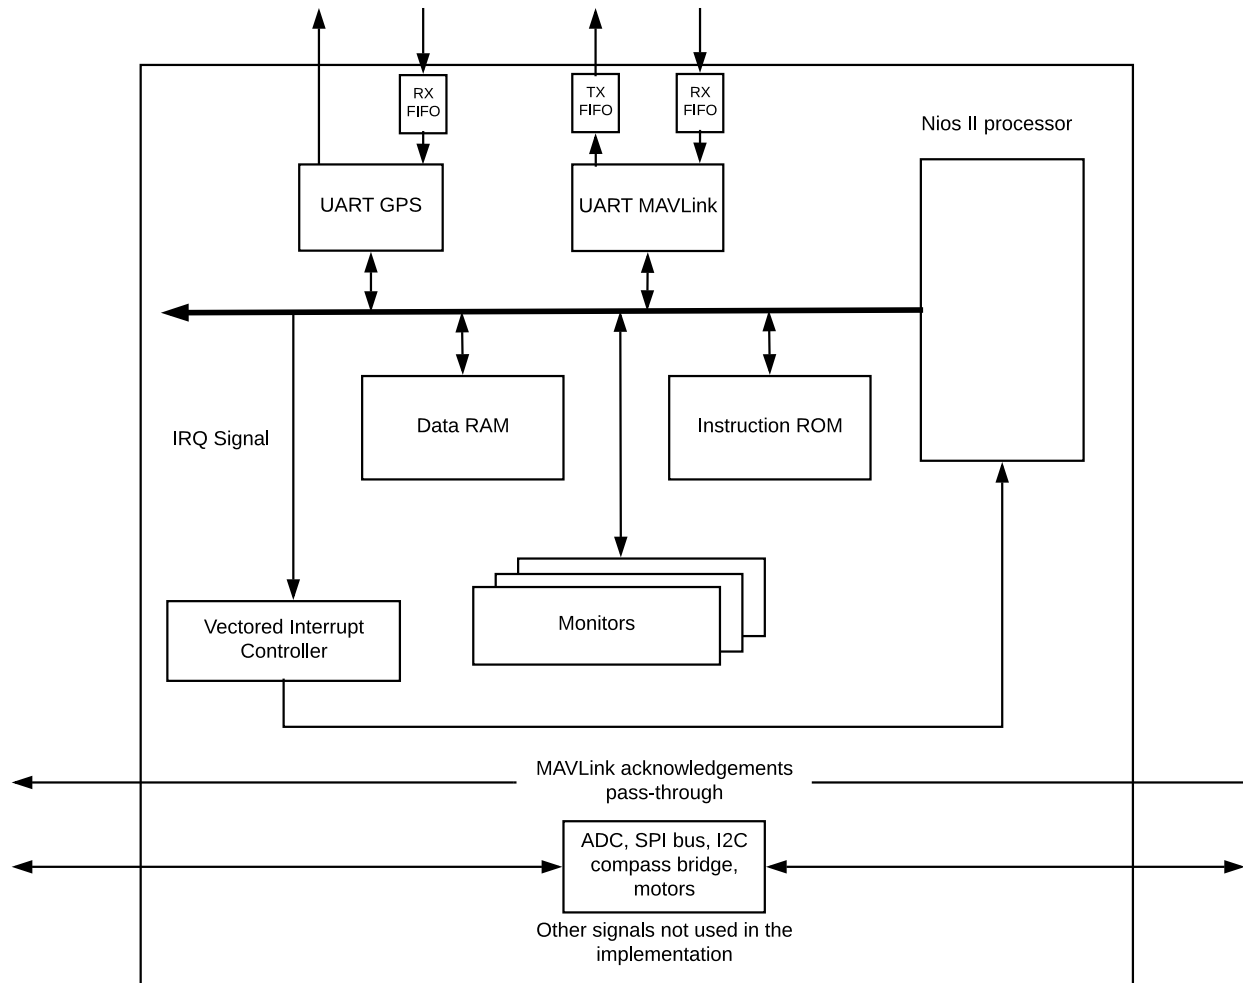 RX
FIFO
TX
FIFO
RX
FIFO
Nios II processor
UART GPS
UART MAVLink
Data RAM
Instruction ROM
IRQ Signal
Vectored Interrupt
Controller
Monitors
MAVLink acknowledgements
pass-through
ADC, SPI bus, I2C
compass bridge,
motors
Other signals not used in the
implementation